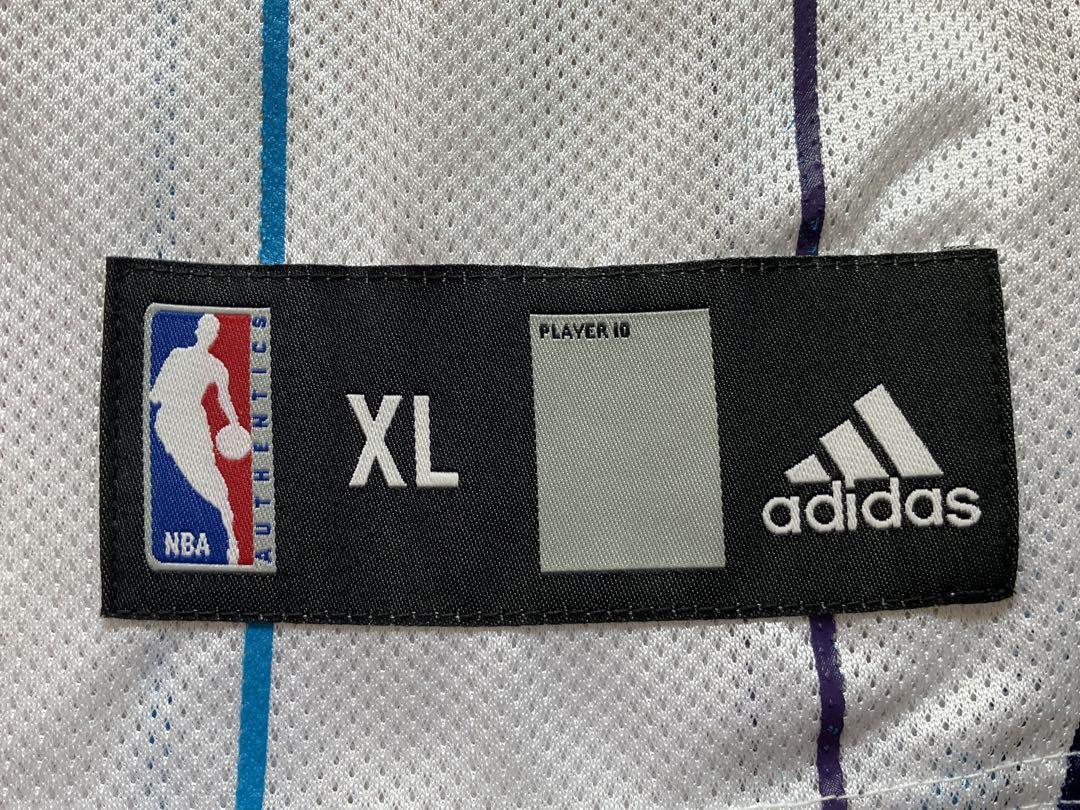 NBA
AUTHENTICS
XL
PLAYER ID
adidas